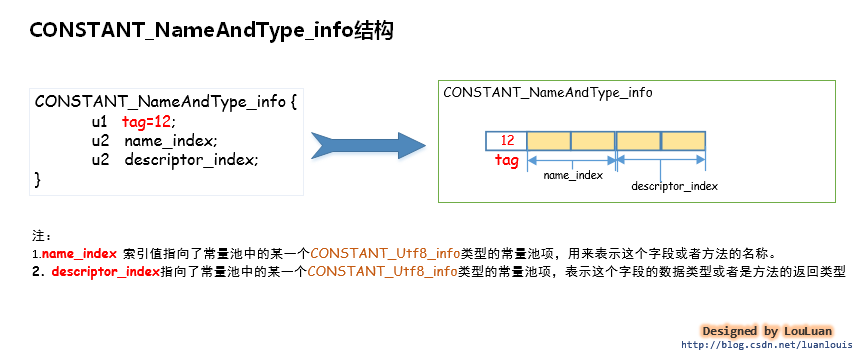 CONSTANT_NameAndType_info结构
CONSTANT_NameAndType_info {
u1 tag=12;
u2 name_index;
u2 descriptor_index;
}
CONSTANT_NameAndType_info
12
tag
name_index
descriptor_index
注：
1.name_index 索引值指向了常量池中的某一个CONSTANT_Utf8_info类型的常量池项，用来表示这个字段或者方法的名称。
2. descriptor_index指向了常量池中的某一个CONSTANT_Utf8_info类型的常量池项，表示这个字段的数据类型或者是方法的返回类型
Designed by LouLuan
http://blog.csdn.net/luanlouis